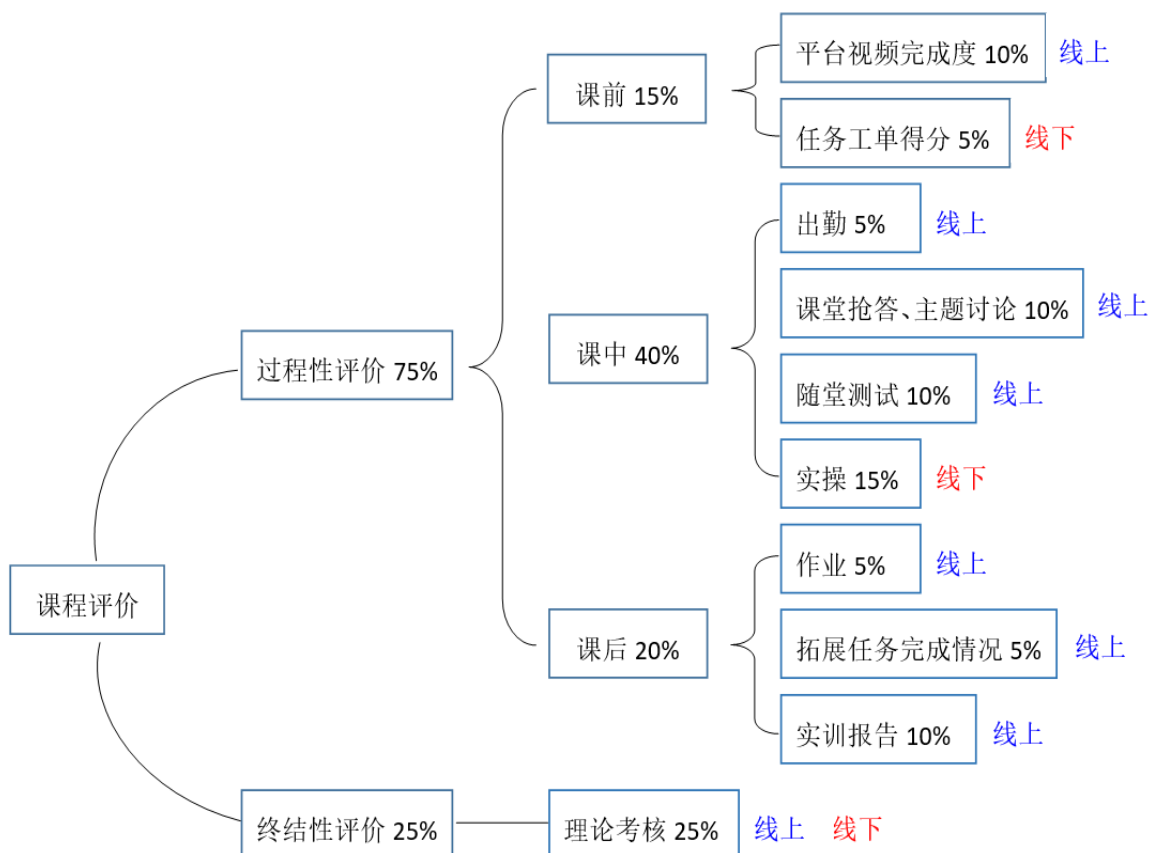 平台视频完成度 10% 线上
课前 15%
任务工单得分 5% 线下
出勤 5% 线上
课堂抢答、主题讨论 10% 线上
过程性评价 75%
课中 40%
随堂测试 10% 线上
实操 15% 线下
作业 5% 线上
课程评价
课后 20%
拓展任务完成情况 5% 线上
实训报告 10% 线上
终结性评价 25%
理论考核 25% 线上 线下